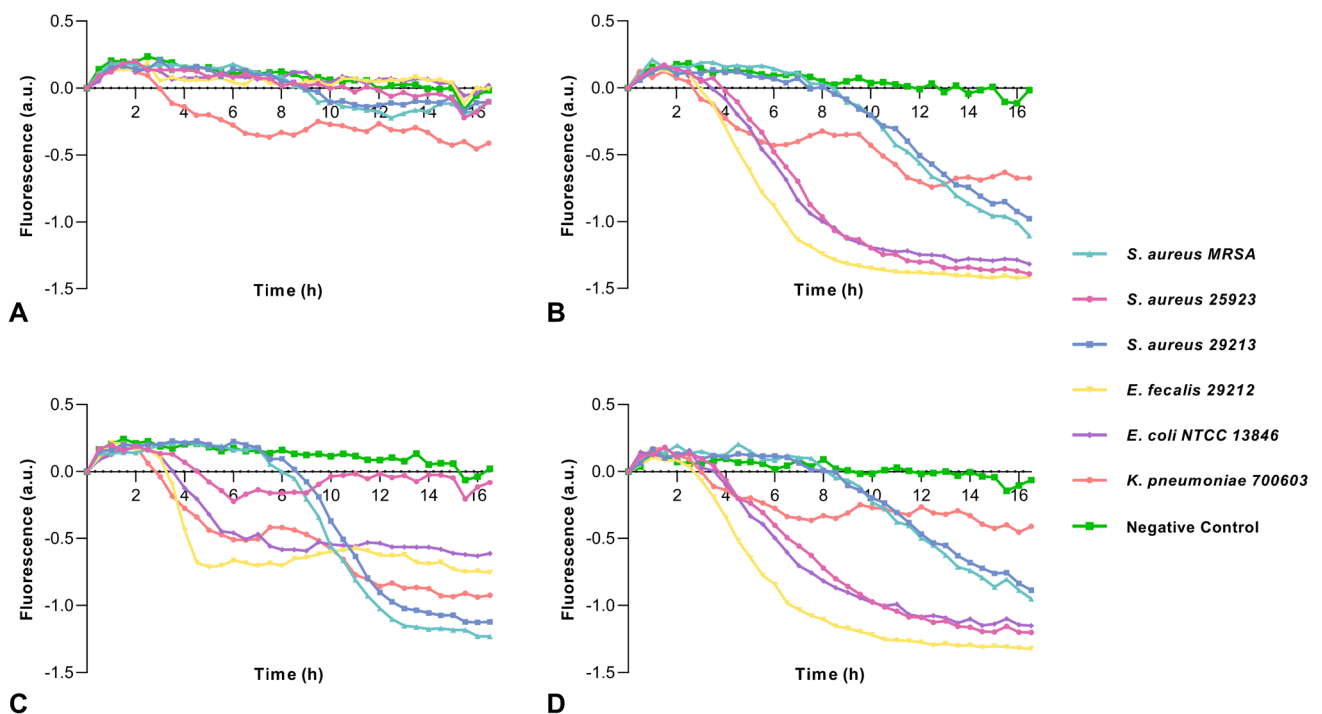 0.5
0.0
-0.5
-1.0
-1.5
Fluorescence (a.u.)
2 4 6 8 10 12 14 16
Time (h)
A
0.5
0.0
-0.5
-1.0
-1.5
Fluorescence (a.u.)
2 4 6 8 10 12 14 16
Time (h)
B
0.5
0.0
-0.5
-1.0
-1.5
Fluorescence (a.u.)
2 4 6 8 10 12 14 16
Time (h)
C
0.5
0.0
-0.5
-1.0
-1.5
Fluorescence (a.u.)
2 4 6 8 10 12 14 16
Time (h)
D
S. aureus MRSA
S. aureus 25923
S. aureus 29213
E. fecalis 29212
E. coli NTCC 13846
K. pneumoniae 700603
Negative Control